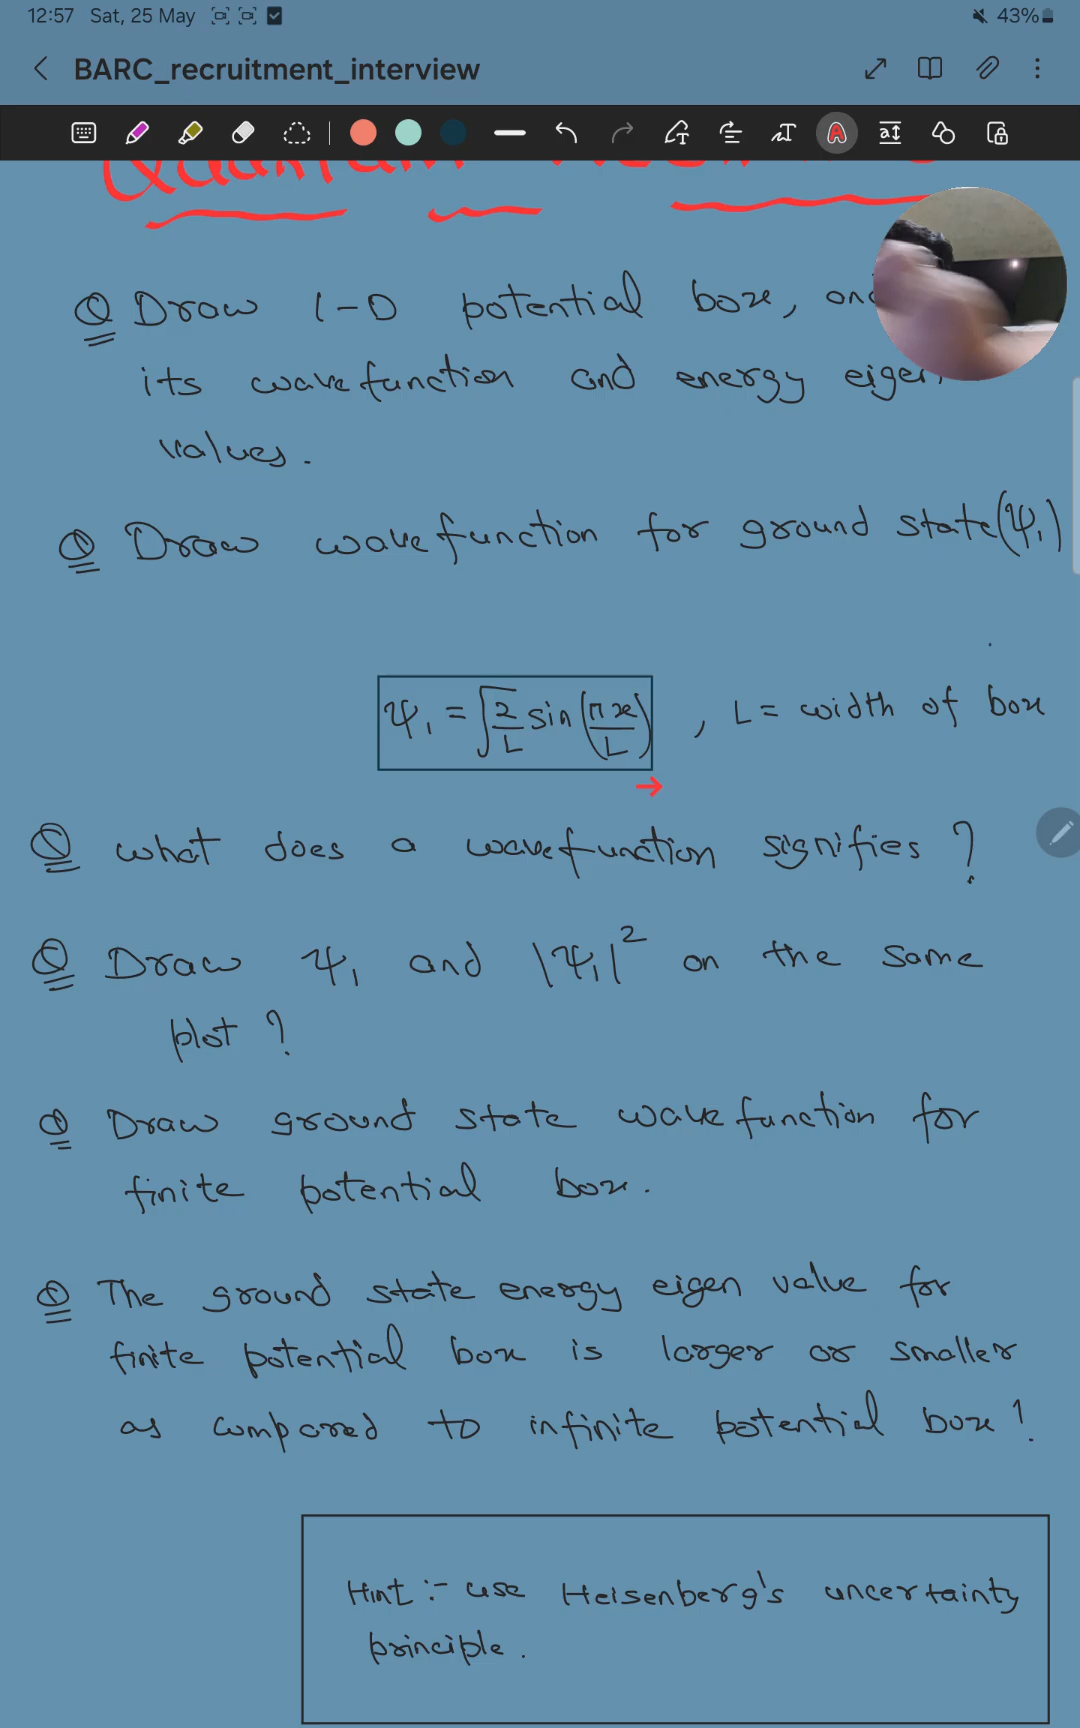 12:57 Sat, 25 May 43%
BARC_recruitment_interview
Quantum
Q Draw 1-D potential box, and
its wavefunction and energy eigen
values.
Q Draw wavefunction for ground state (Ψ₁)
Ψ₁ = √2/L sin(πx/L) , L = width of box
Q what does a wavefunction signifies ?
Q Draw Ψ₁ and |Ψ₁|² on the same
plot ?
Q Draw ground state wavefunction for
finite potential box.
Q The ground state energy eigen value for
finite potential box is larger or smaller
as compared to infinite potential box !
Hint :- use Heisenberg's uncertainty
principle.